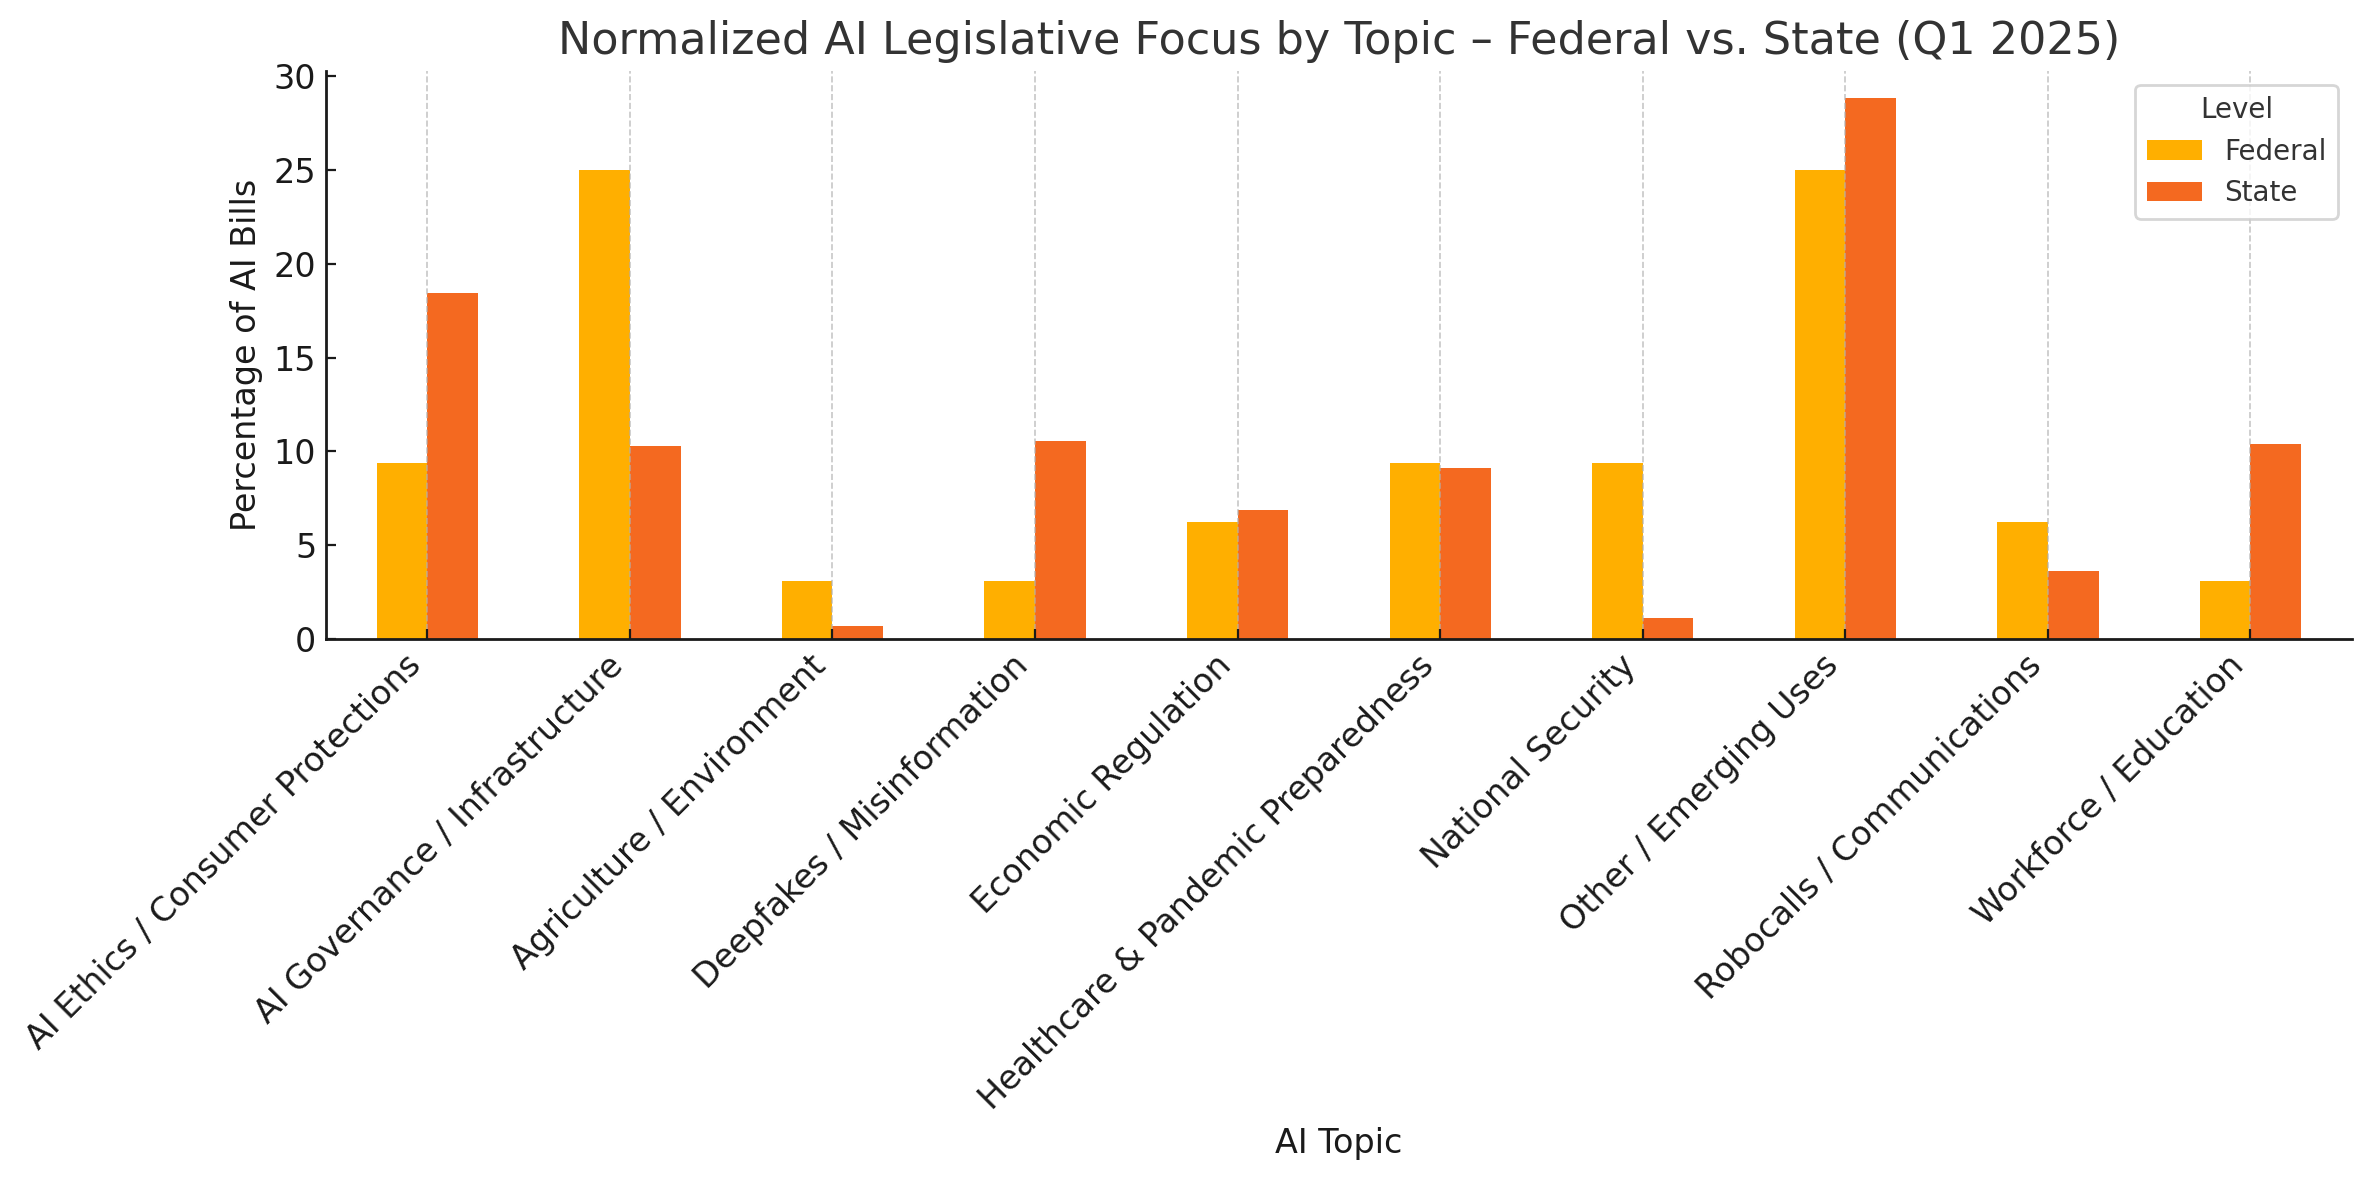 Normalized AI Legislative Focus by Topic – Federal vs. State (Q1 2025)
Percentage of AI Bills
30
25
20
15
10
5
0
Level
Federal
State
AI Ethics / Consumer Protections
AI Governance / Infrastructure
Agriculture / Environment
Deepfakes / Misinformation
Economic Regulation
Healthcare & Pandemic Preparedness
National Security
Other / Emerging Uses
Robocalls / Communications
Workforce / Education
AI Topic